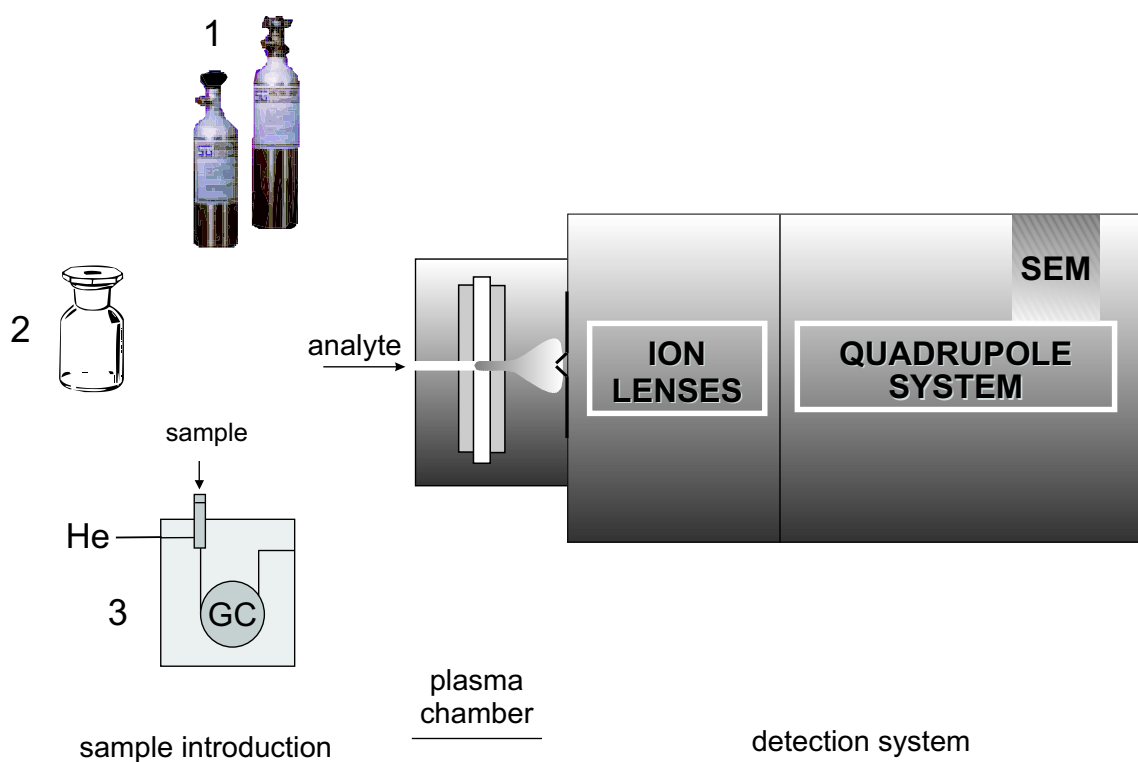 1
2
analyte
SEM
ION
LENSES
QUADRUPOLE
SYSTEM
sample
He
3
GC
plasma
chamber
sample introduction
detection system